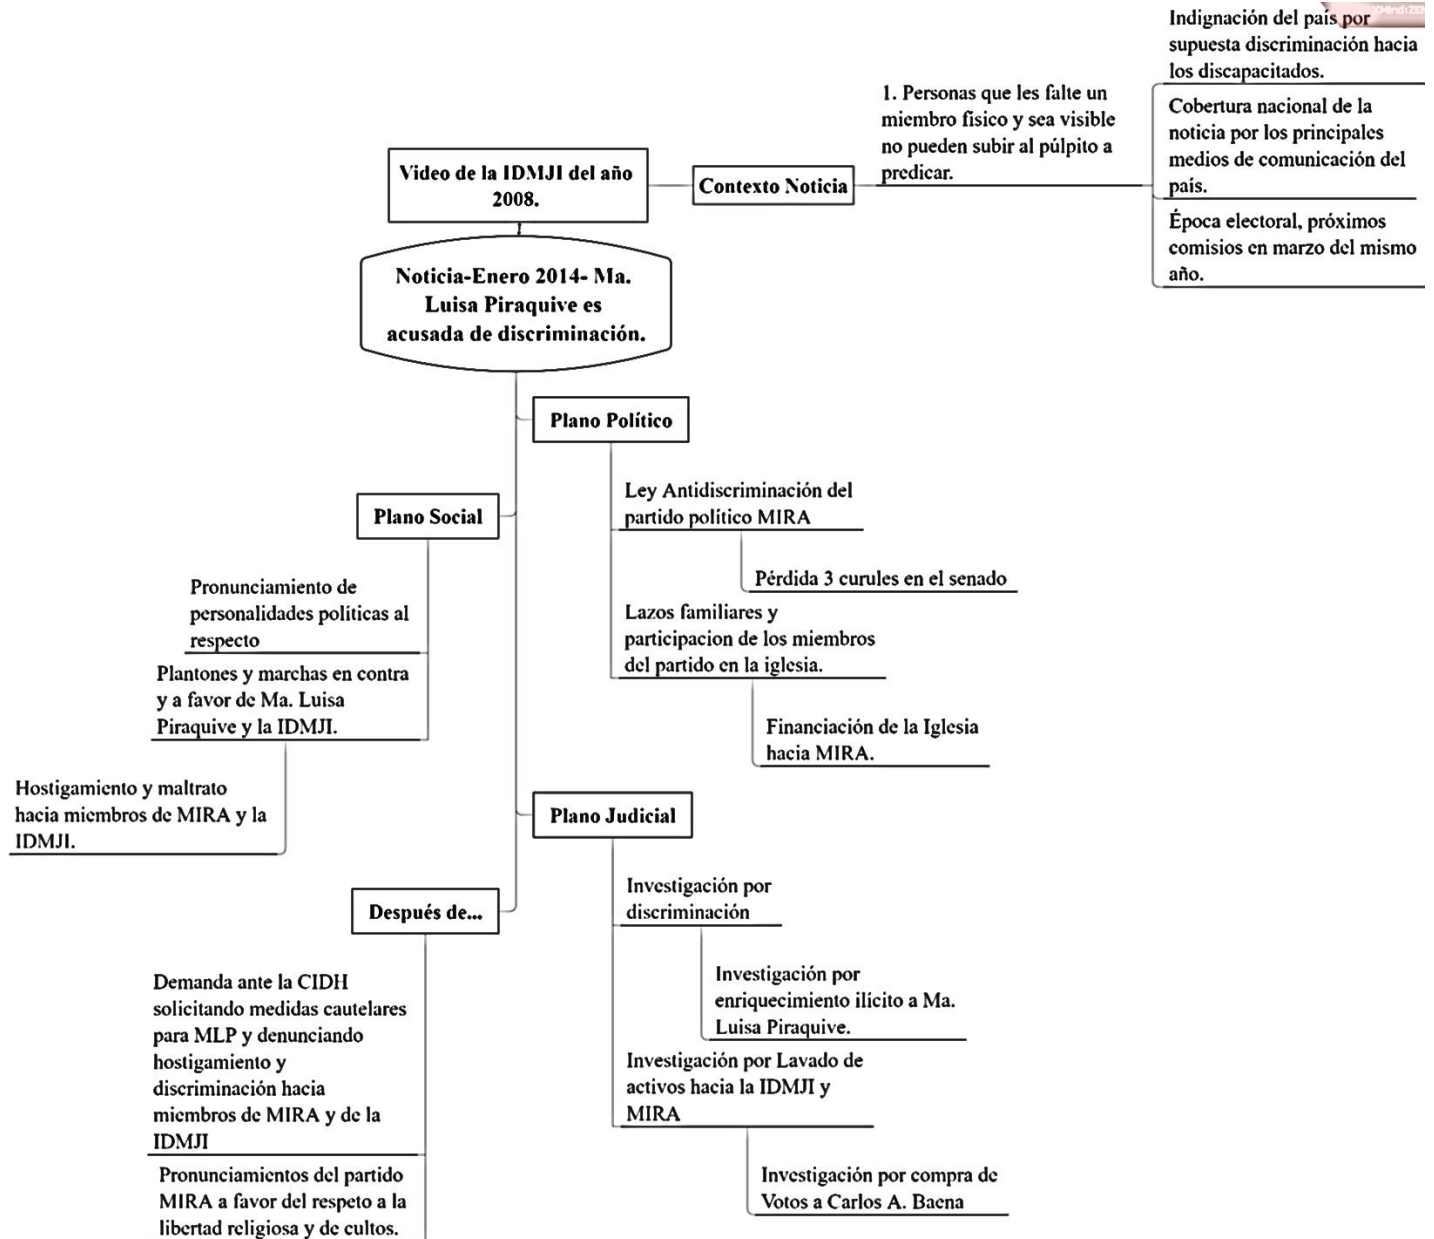 XMind:ZEN
Indignación del país por
supuesta discriminación hacia
los discapacitados.
1. Personas que les falte un
miembro fisico y sea visible
no pueden subir al púlpito a
predicar.
Cobertura nacional de la
noticia por los principales
medios de comunicación del
país.
Época electoral, próximos
comisios en marzo del mismo
año.
Video de la IDMJI del año
2008.
Contexto Noticia
Noticia-Enero 2014- Ma.
Luisa Piraquive es
acusada de discriminación.
Plano Político
Ley Antidiscriminación del
partido político MIRA
Pérdida 3 curules en el senado
Lazos familiares y
participacion de los miembros
del partido en la iglesia.
Financiación de la Iglesia
hacia MIRA.
Plano Social
Pronunciamiento de
personalidades políticas al
respecto
Plantones y marchas en contra
y a favor de Ma. Luisa
Piraquive y la IDMJI.
Hostigamiento y maltrato
hacia miembros de MIRA y la
IDMJI.
Plano Judicial
Investigación por
discriminación
Investigación por
enriquecimiento ilícito a Ma.
Luisa Piraquive.
Investigación por Lavado de
activos hacia la IDMJI y
MIRA
Investigación por compra de
Votos a Carlos A. Baena
Después de...
Demanda ante la CIDH
solicitando medidas cautelares
para MLP y denunciando
hostigamiento y
discriminación hacia
miembros de MIRA y de la
IDMJI
Pronunciamientos del partido
MIRA a favor del respeto a la
libertad religiosa y de cultos.